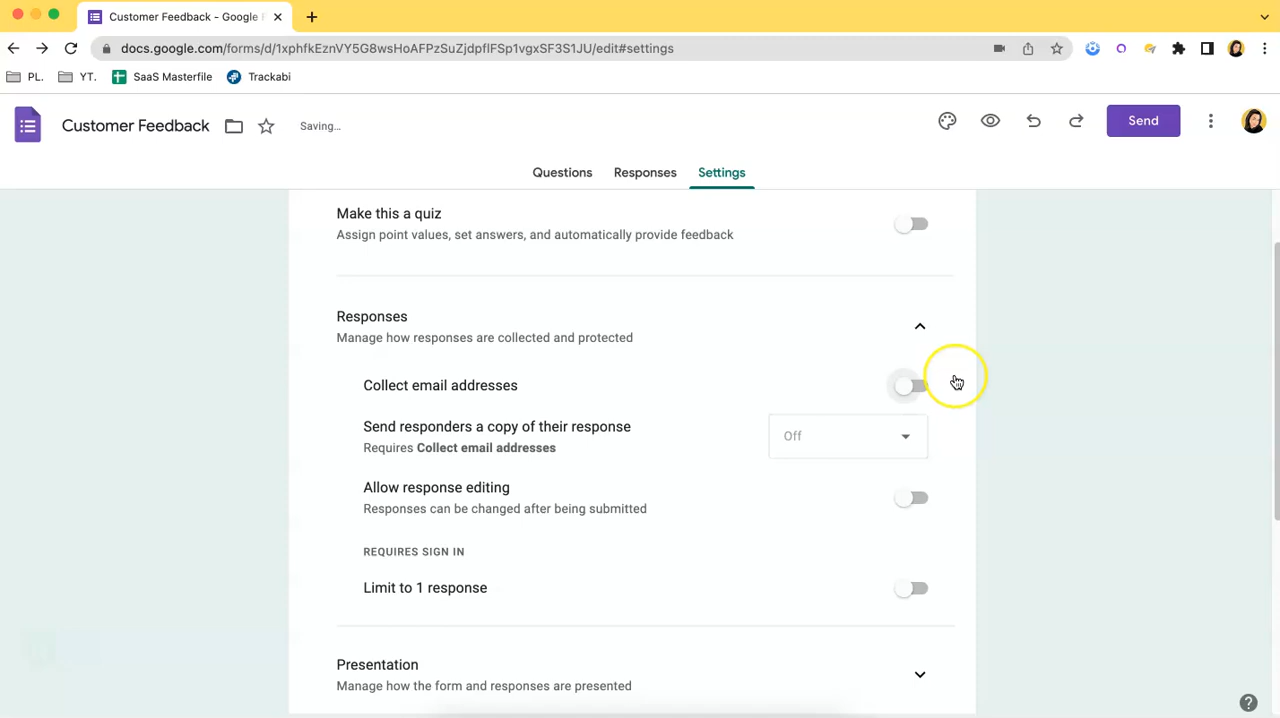 Customer Feedback - Google F
docs.google.com/forms/d/1xphfkEznVY5G8wsHoAFPzSuZjdpflFSp1vgxSF3S1JU/edit#settings
PL.
YT.
SaaS Masterfile
Trackabi
Customer Feedback
Saving...
Send
Questions
Responses
Settings
Make this a quiz
Assign point values, set answers, and automatically provide feedback
Responses
Manage how responses are collected and protected
Collect email addresses
Send responders a copy of their response
Requires Collect email addresses
Off
Allow response editing
Responses can be changed after being submitted
REQUIRES SIGN IN
Limit to 1 response
Presentation
Manage how the form and responses are presented